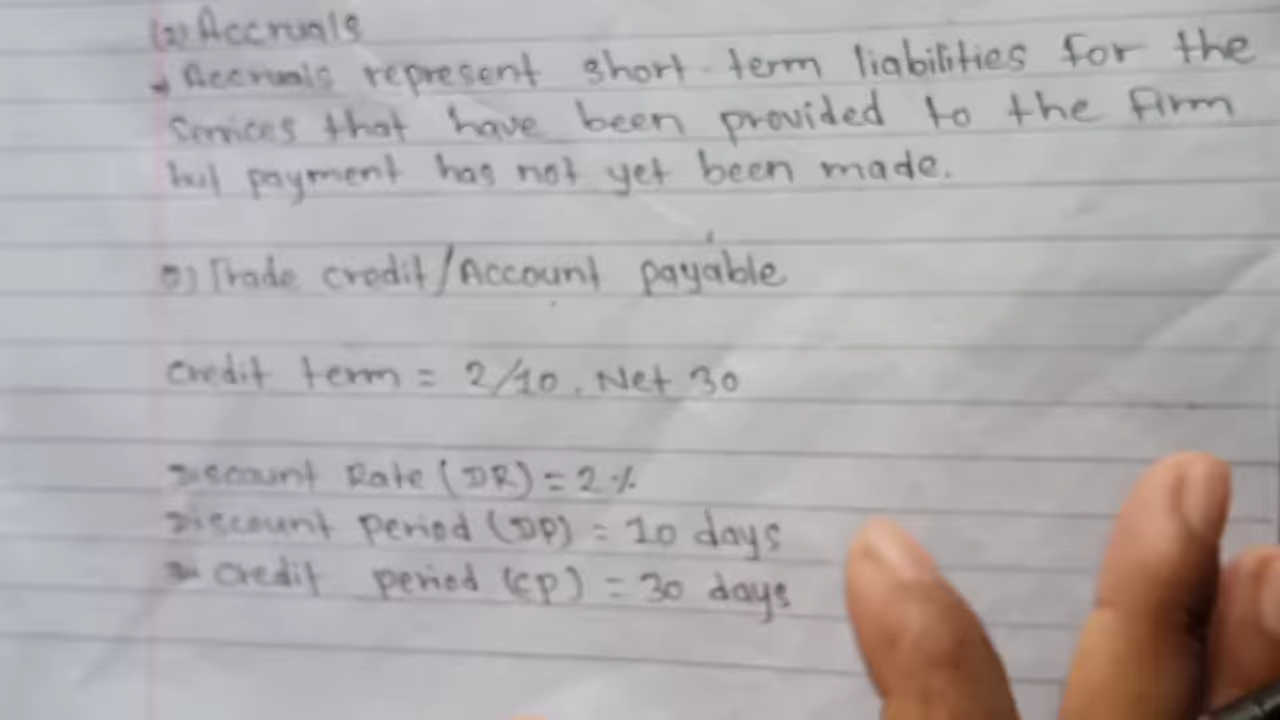 (2) Accruals
→ Accruals represent short term liabilities for the
services that have been provided to the firm
but payment has not yet been made.
3) Trade credit/Account payable
Credit term = 2/10, Net 30
Discount Rate (DR) = 2%
Discount period (DP) = 10 days
Credit period (CP) = 30 days